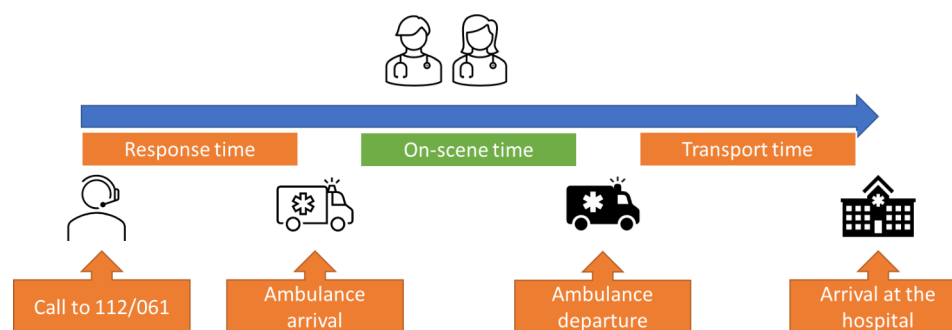 Response time
On-scene time
Transport time
Call to 112/061
Ambulance
arrival
Ambulance
departure
Arrival at the
hospital